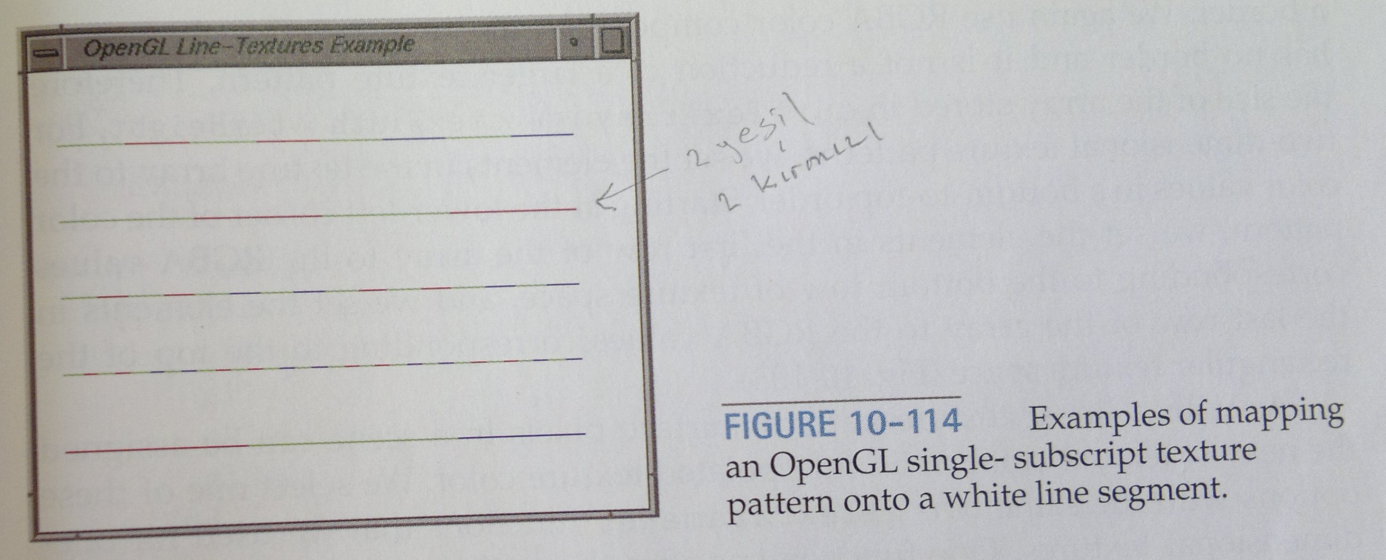 OpenGL Line-Textures Example
2 yesil
2 kırmızı
FIGURE 10-114 Examples of mapping
an OpenGL single- subscript texture
pattern onto a white line segment.